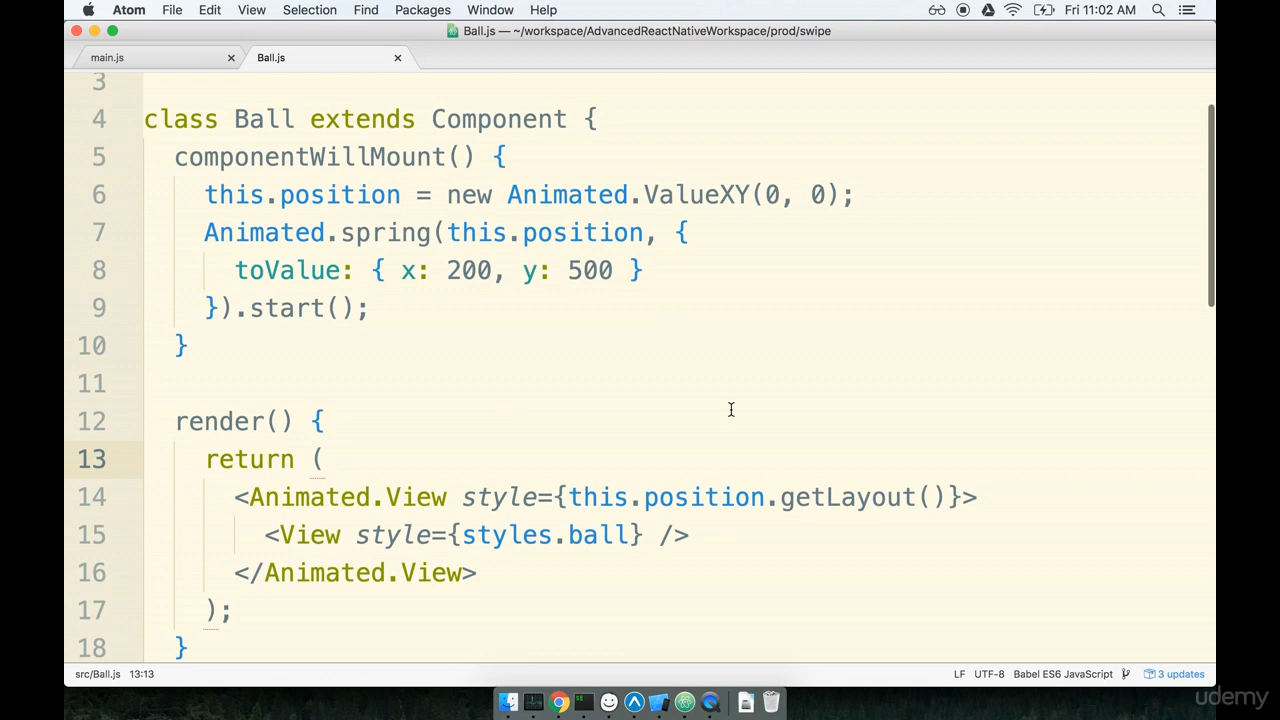 Atom File Edit View Selection Find Packages Window Help Fri 11:02 AM
Ball.js — ~/workspace/AdvancedReactNativeWorkspace/prod/swipe
main.js Ball.js
3
4 class Ball extends Component {
5 componentWillMount() {
6 this.position = new Animated.ValueXY(0, 0);
7 Animated.spring(this.position, {
8 toValue: { x: 200, y: 500 }
9 }).start();
10 }
11
12 render() {
13 return (
14 <Animated.View style={this.position.getLayout()}>
15 <View style={styles.ball} />
16 </Animated.View>
17 );
18 }
src/Ball.js 13:13 LF UTF-8 Babel ES6 JavaScript 3 updates
udemy